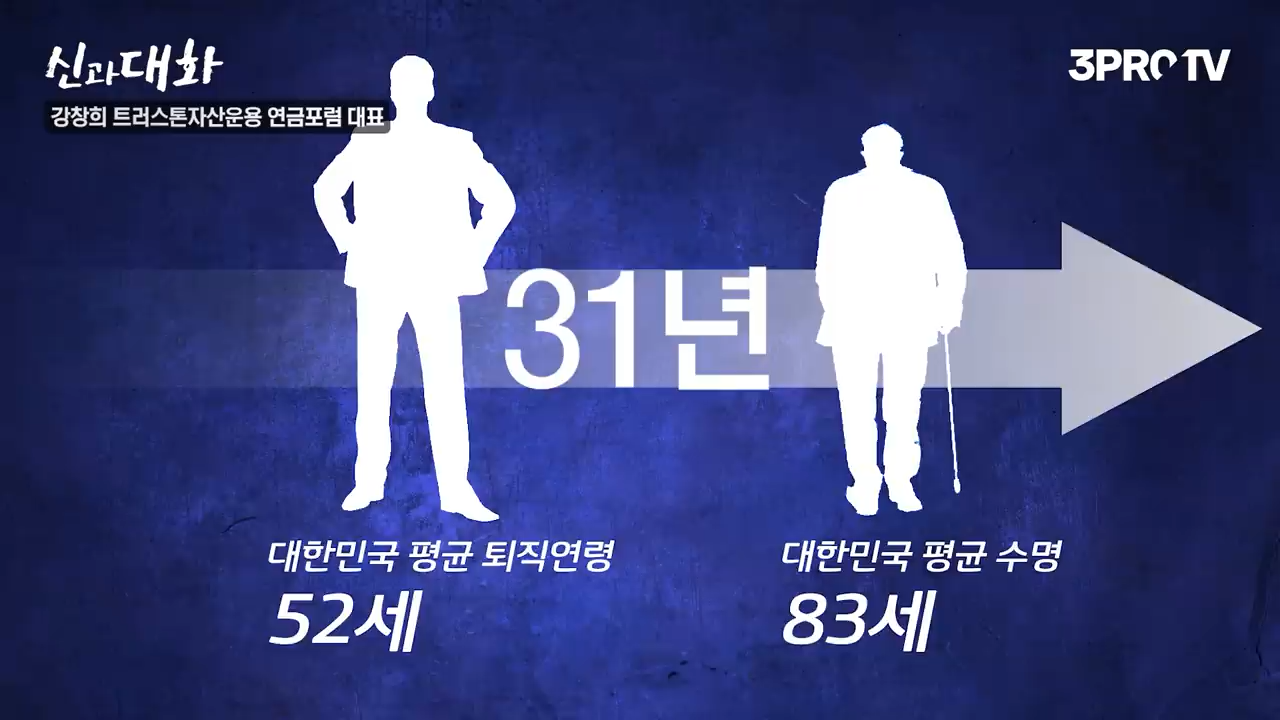 신과대화
강창희 트러스톤자산운용 연금포럼 대표
3PROTV
31년
대한민국 평균 퇴직연령
52세
대한민국 평균 수명
83세